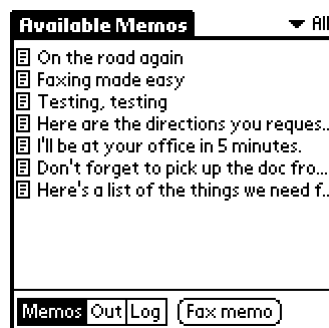 Available Memos All
On the road again
Faxing made easy
Testing, testing
Here are the directions you reques...
I'll be at your office in 5 minutes.
Don't forget to pick up the doc fro...
Here's a list of the things we need f...
Memos Out Log Fax memo